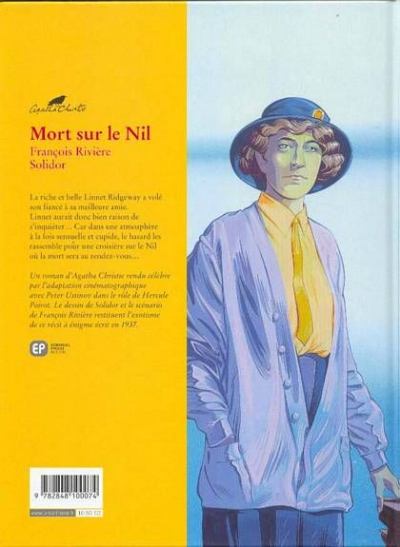 Agatha Christie
Mort sur le Nil
François Rivière
Solidor
La riche et belle Linnet Ridgeway a volé
son fiancé à sa meilleure amie.
Linnet aurait donc bien raison de
s'inquiéter... Car dans une atmosphère
à la fois sensuelle et cupide, le hasard les
rassemble pour une croisière sur le Nil
où la mort sera au rendez-vous...
Un roman d'Agatha Christie rendu célèbre
par l'adaptation cinématographique
avec Peter Ustinov dans le rôle de Hercule
Poirot. Le dessin de Solidor et le scénario
de François Rivière restituent l'exotisme
de ce récit à énigme écrit en 1937.
EP
EMMANUEL
PROUST
9 782848 100074